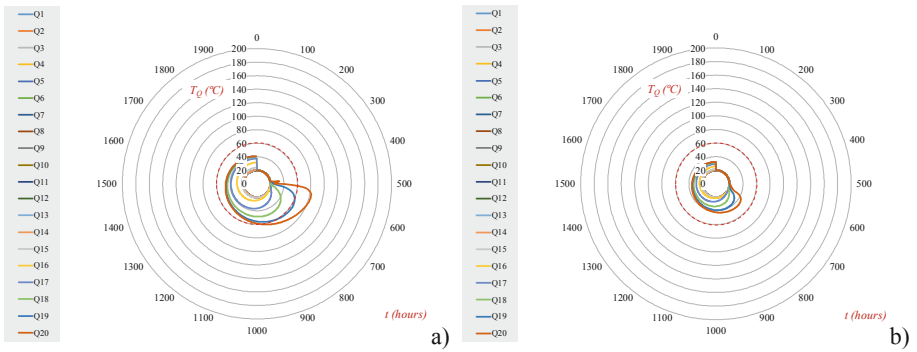 Q1
Q2
Q3
Q4
Q5
Q6
Q7
Q8
Q9
Q10
Q11
Q12
Q13
Q14
Q15
Q16
Q17
Q18
Q19
Q20
0
100
200
300
400
500
600
700
800
900
1000
1100
1200
1300
1400
1500
1600
1700
1800
1900
200
180
160
140
120
100
80
60
40
20
0
TQ (ºC)
t (hours)
a)
Q1
Q2
Q3
Q4
Q5
Q6
Q7
Q8
Q9
Q10
Q11
Q12
Q13
Q14
Q15
Q16
Q17
Q18
Q19
Q20
0
100
200
300
400
500
600
700
800
900
1000
1100
1200
1300
1400
1500
1600
1700
1800
1900
200
180
160
140
120
100
80
60
40
20
0
TQ (ºC)
t (hours)
b)